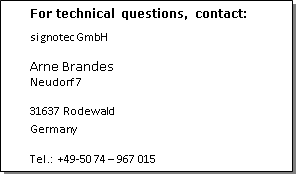 For technical questions, contact:
signotec GmbH
Arne Brandes
Neudorf 7
31637 Rodewald
Germany
Tel.: +49-5074 – 967 015